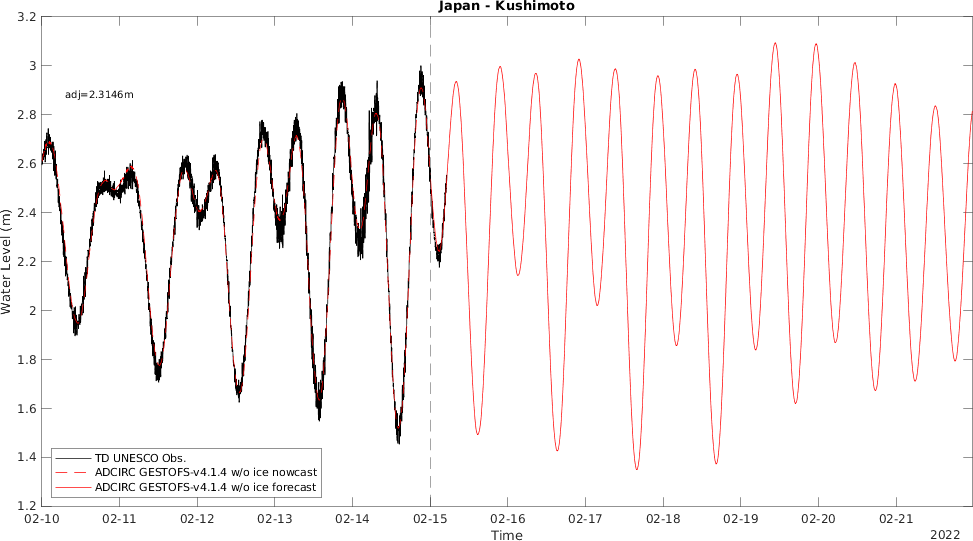 Japan - Kushimoto
3.2
3
2.8
2.6
2.4
2.2
2
1.8
1.6
1.4
1.2
Water Level (m)
adj=2.3146m
TD UNESCO Obs.
ADCIRC GESTOFS-v4.1.4 w/o ice nowcast
ADCIRC GESTOFS-v4.1.4 w/o ice forecast
02-10 02-11 02-12 02-13 02-14 02-15 02-16 02-17 02-18 02-19 02-20 02-21
Time
2022